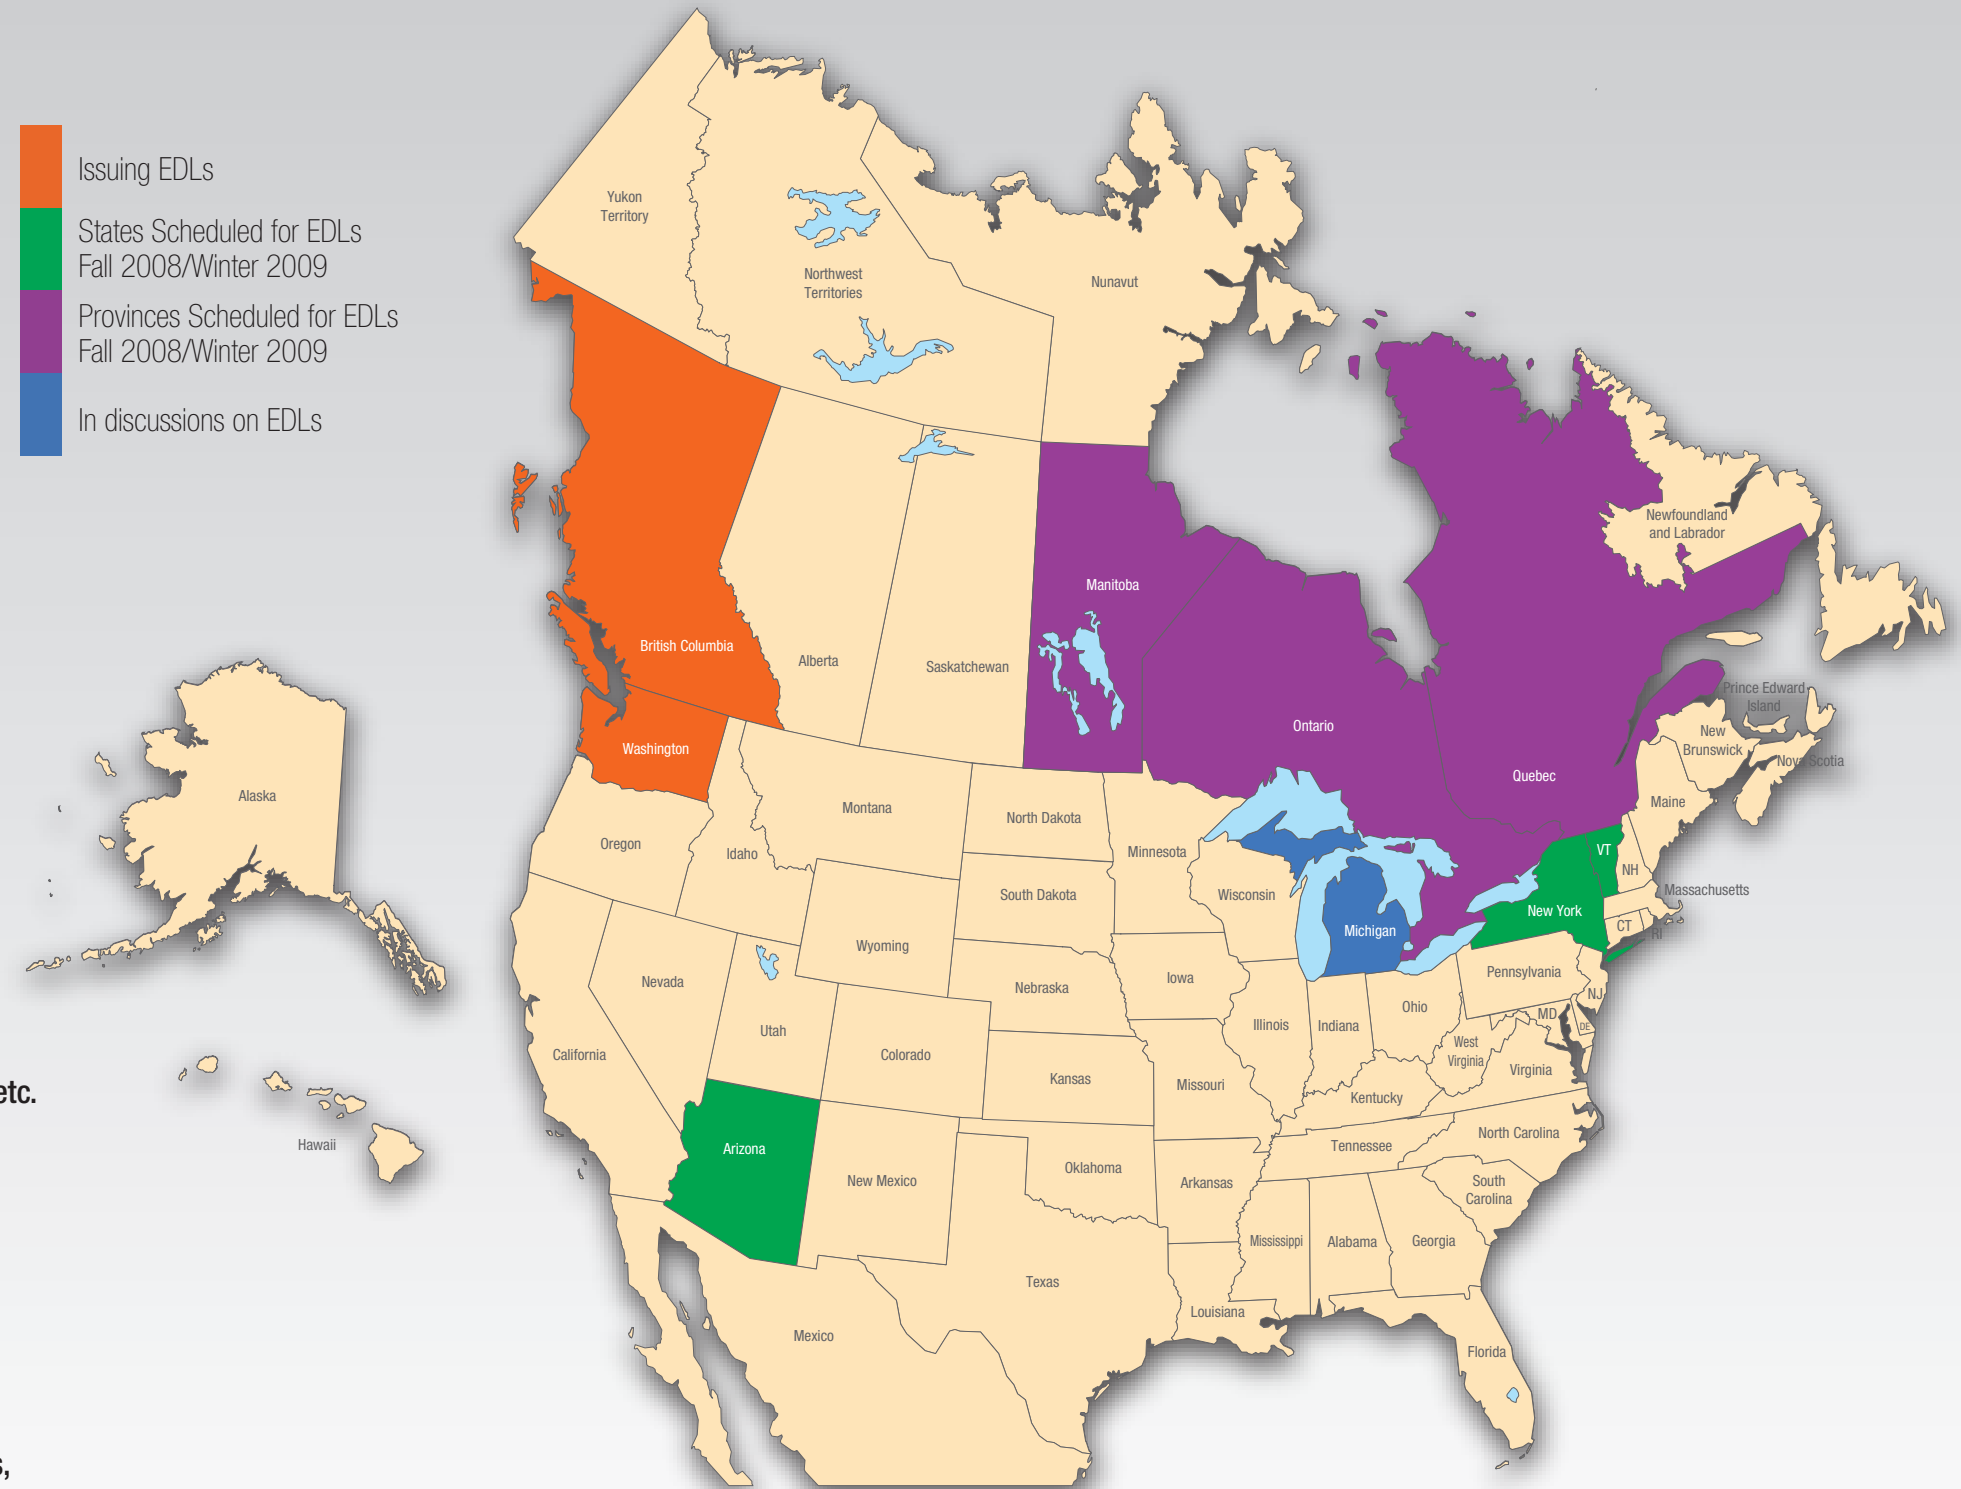 Issuing EDLs
States Scheduled for EDLs
Fall 2008/Winter 2009
Provinces Scheduled for EDLs
Fall 2008/Winter 2009
In discussions on EDLs
Yukon
Territory
Northwest
Territories
Nunavut
British Columbia
Alberta
Saskatchewan
Manitoba
Ontario
Quebec
Newfoundland
and Labrador
Prince Edward
Island
New
Brunswick
Nova Scotia
Alaska
Hawaii
Washington
Oregon
Idaho
Montana
North Dakota
Minnesota
Wisconsin
Michigan
New York
VT
NH
Maine
Massachusetts
CT
RI
South Dakota
Wyoming
Nebraska
Iowa
Illinois
Indiana
Ohio
Pennsylvania
NJ
MD
DE
West
Virginia
Virginia
California
Nevada
Utah
Colorado
Kansas
Missouri
Kentucky
Tennessee
North Carolina
South
Carolina
Arizona
New Mexico
Oklahoma
Arkansas
Mississippi
Alabama
Georgia
Texas
Louisiana
Florida
Mexico
etc.
s,